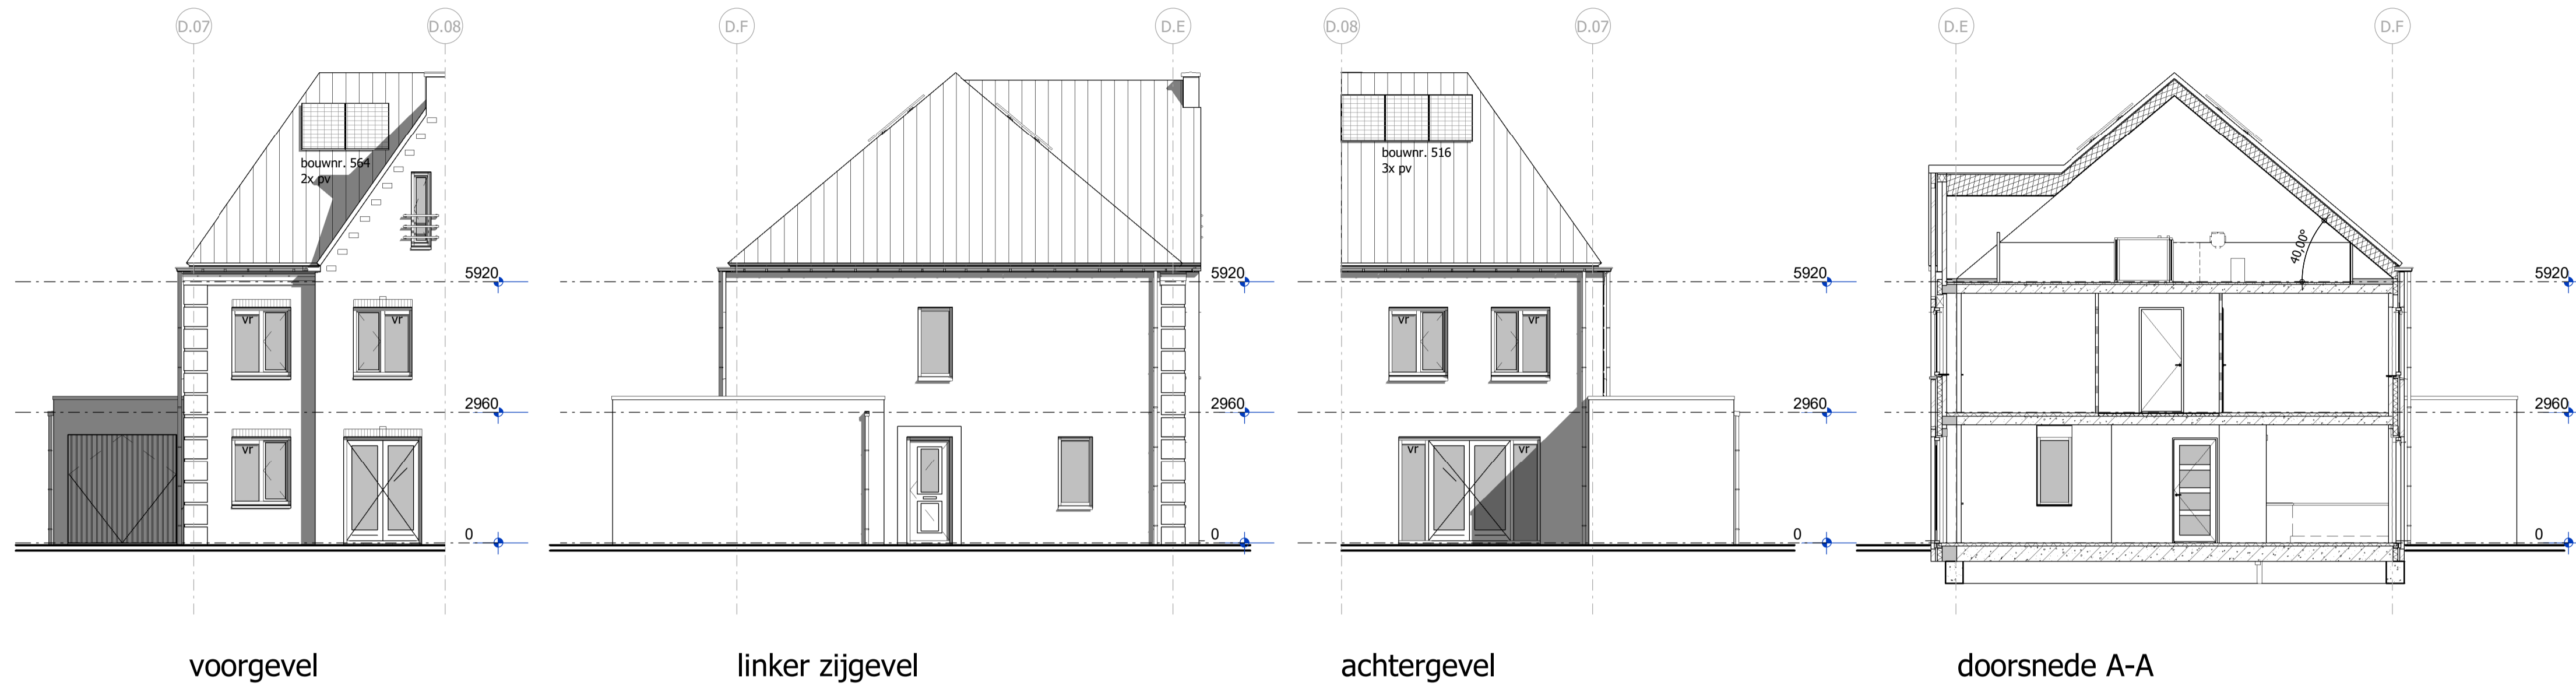 D.07
D.08
D.F
D.E
D.08
D.07
D.E
D.F
bouwnr. 564
2x pv
5920
vr
vr
2960
vr
0
5920
2960
0
bouwnr. 516
3x pv
5920
vr
vr
2960
vr
vr
0
40,00°
5920
2960
0
voorgevel
linker zijgevel
achtergevel
doorsnede A-A